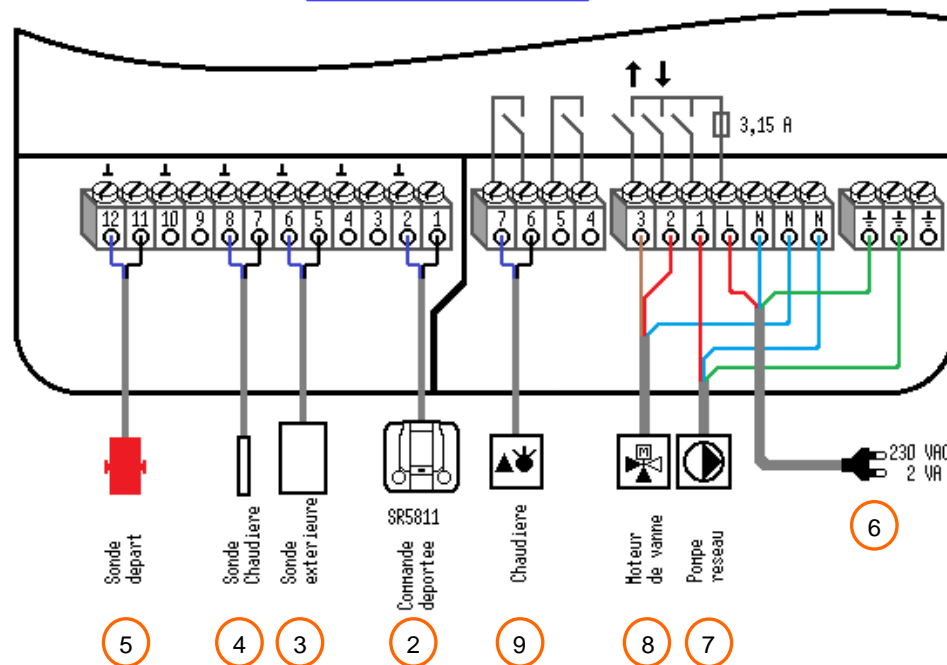 3,15 A
12 11 10 9 8 7 6 5 4 3 2 1
7 6 5 4
3 2 1 L N N N
230 VAC
2 VA
SR5811
Sonde
depart
Sonde
Chaudiere
Sonde
exterieure
Commande
deportee
Chaudiere
Moteur
de vanne
Pompe
reseau
M
6
5 4 3 2 9 8 7